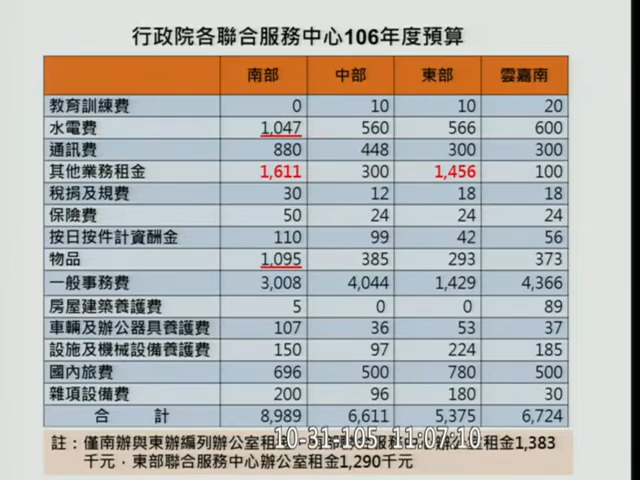 行政院各聯合服務中心106年度預算
南部 中部 東部 雲嘉南
教育訓練費 0 10 10 20
水電費 1,047 560 566 600
通訊費 880 448 300 300
其他業務租金 1,611 300 1,456 100
稅捐及規費 30 12 18 18
保險費 50 24 24 24
按日按件計資酬金 110 99 42 56
物品 1,095 385 293 373
一般事務費 3,008 4,044 1,429 4,366
房屋建築養護費 5 0 0 89
車輛及辦公器具養護費 107 36 53 37
設施及機械設備養護費 150 97 224 185
國內旅費 696 500 780 500
雜項設備費 200 96 180 30
合 計 8,989 6,611 5,375 6,724
10-31-105 11:07:10
註：僅南辦與東辦編列辦公室租 租金1,383
千元，東部聯合服務中心辦公室租金1,290千元